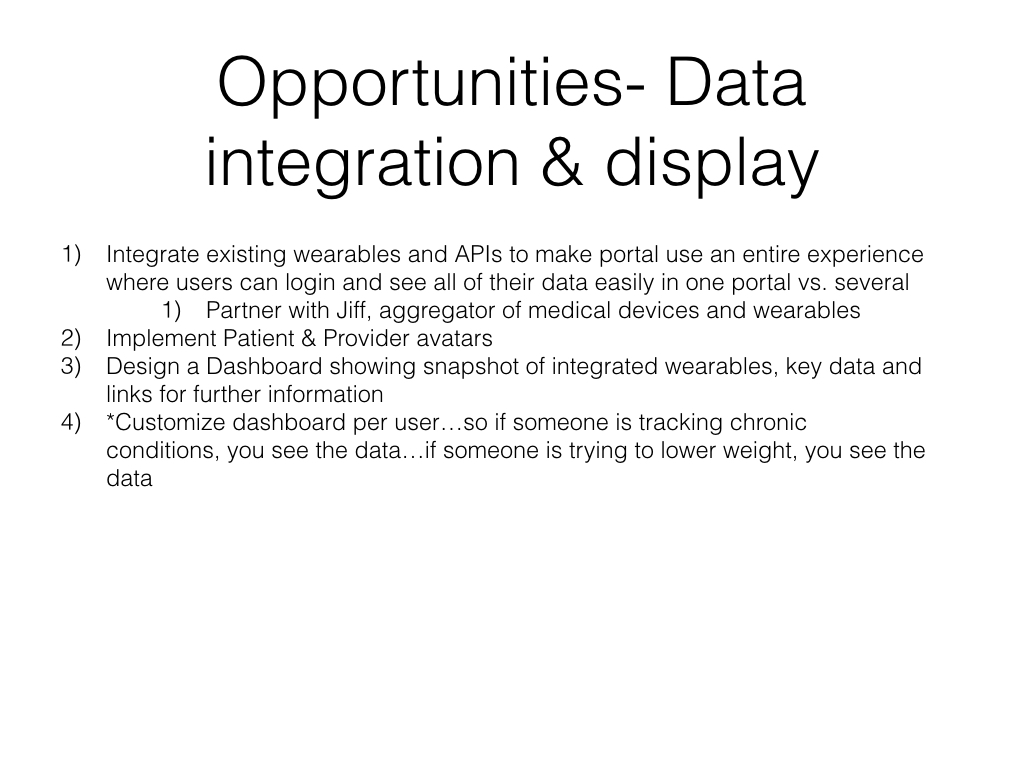 Opportunities- Data
integration & display
1) Integrate existing wearables and APIs to make portal use an entire experience
where users can login and see all of their data easily in one portal vs. several
1) Partner with Jiff, aggregator of medical devices and wearables
2) Implement Patient & Provider avatars
3) Design a Dashboard showing snapshot of integrated wearables, key data and
links for further information
4) *Customize dashboard per user…so if someone is tracking chronic
conditions, you see the data…if someone is trying to lower weight, you see the
data